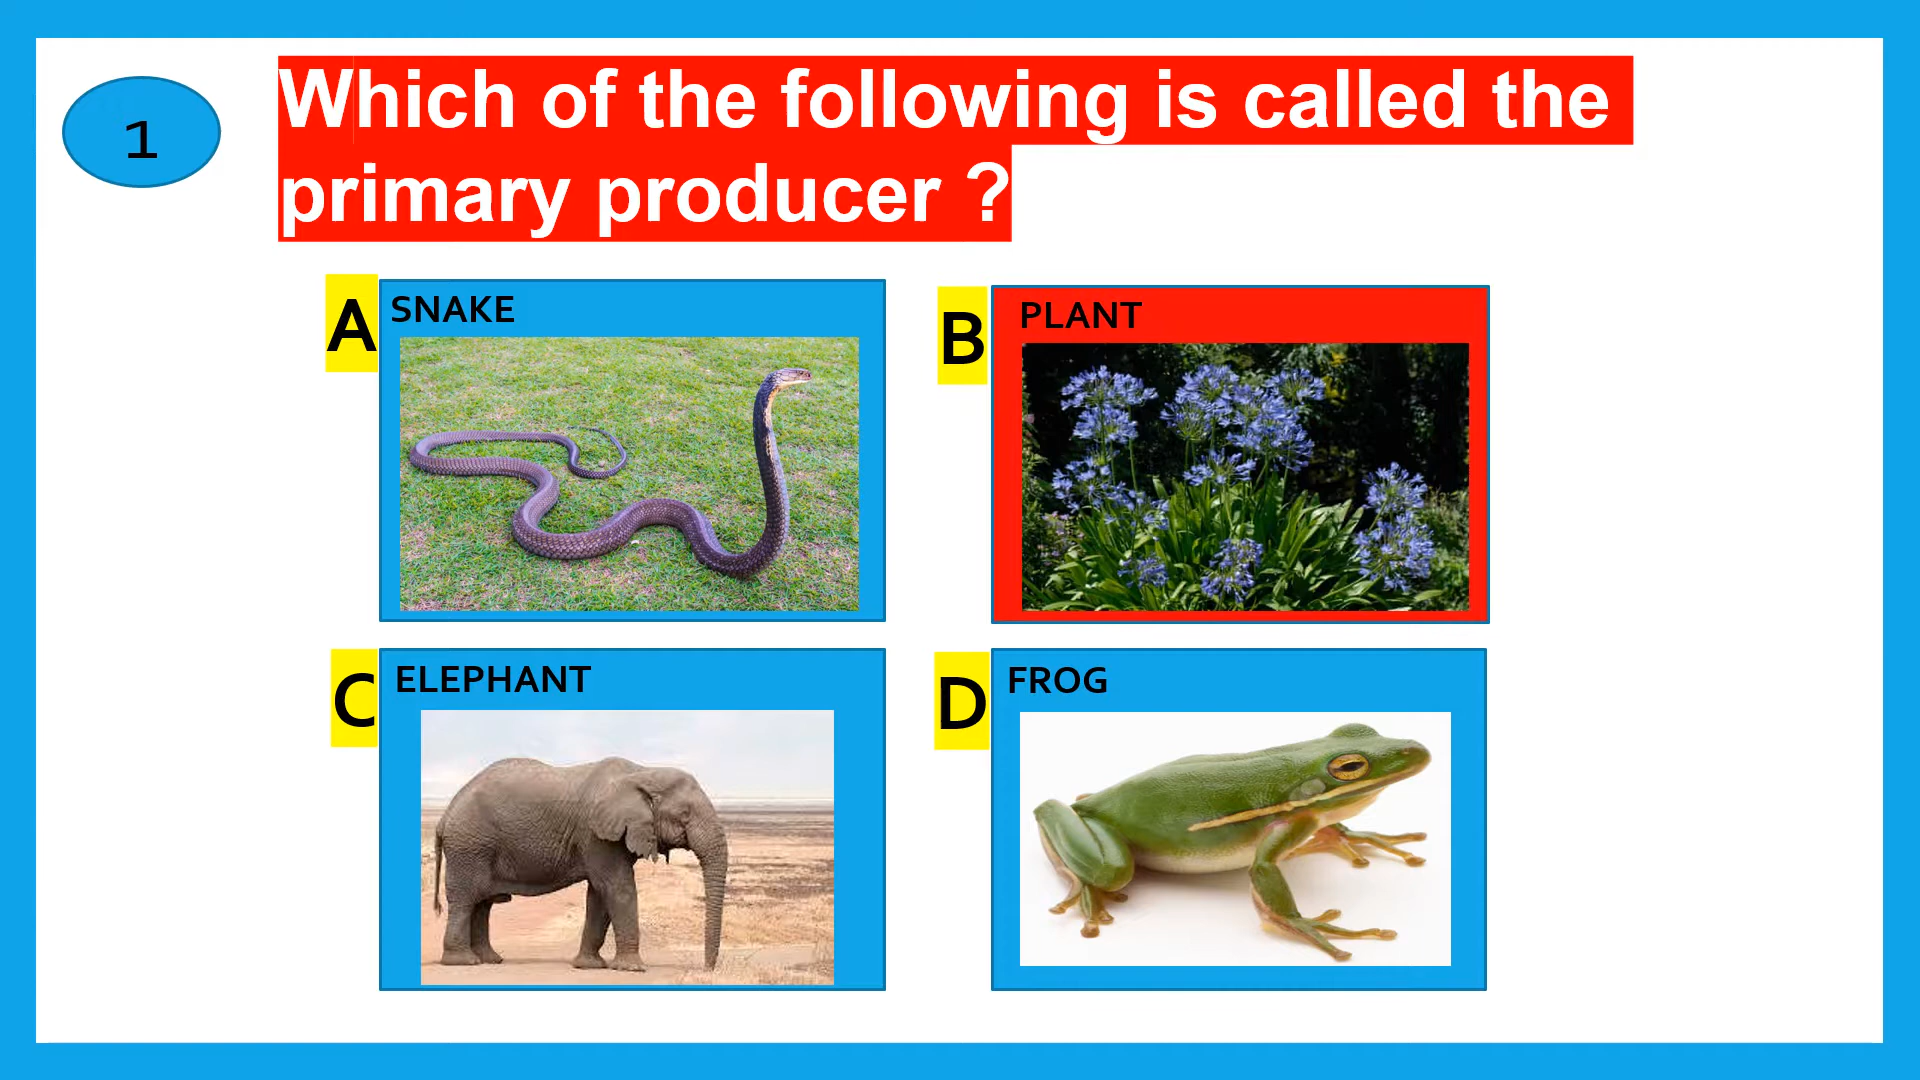 1
Which of the following is called the
primary producer ?
A
SNAKE
B
PLANT
C
ELEPHANT
D
FROG